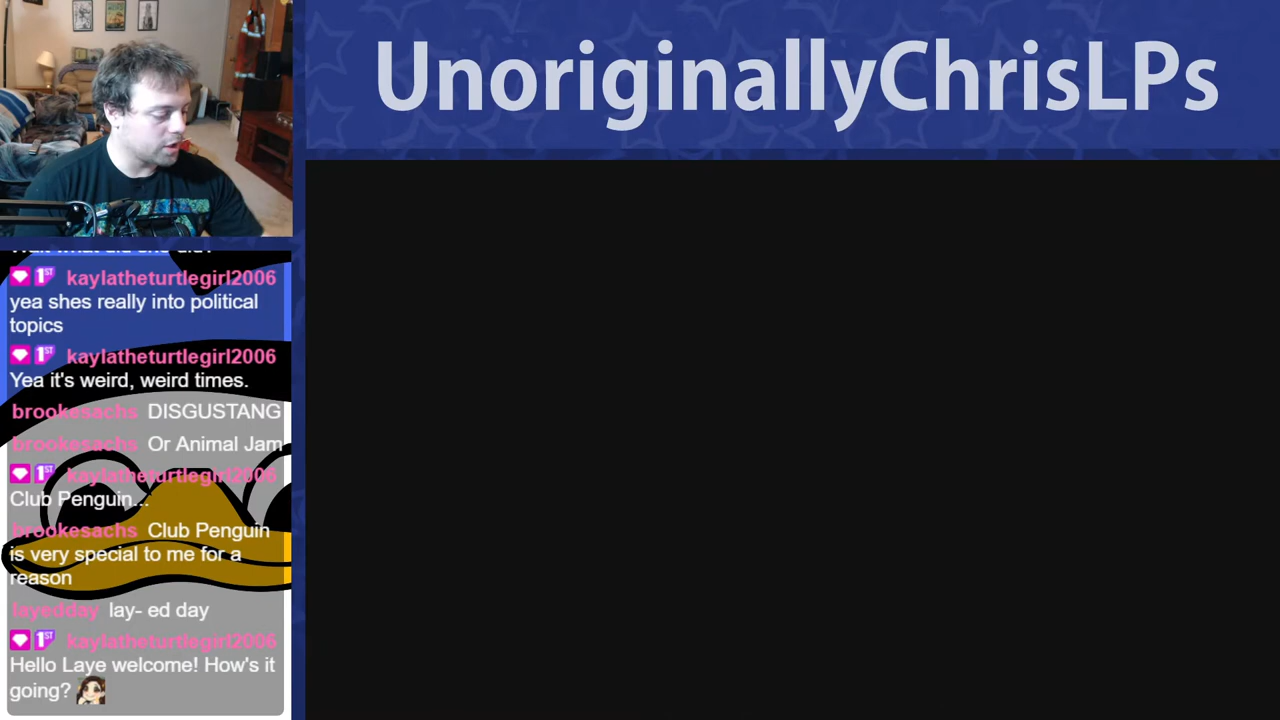 UnoriginallyChrisLPs
kaylatheturtlegirl2006
yea shes really into political
topics
kaylatheturtlegirl2006
Yea it's weird, weird times.
brookesachs DISGUSTANG
brookesachs Or Animal Jam
kaylatheturtlegirl2006
Club Penguin...
brookesachs Club Penguin
is very special to me for a
reason
layedday lay- ed day
kaylatheturtlegirl2006
Hello Laye welcome! How's it
going?